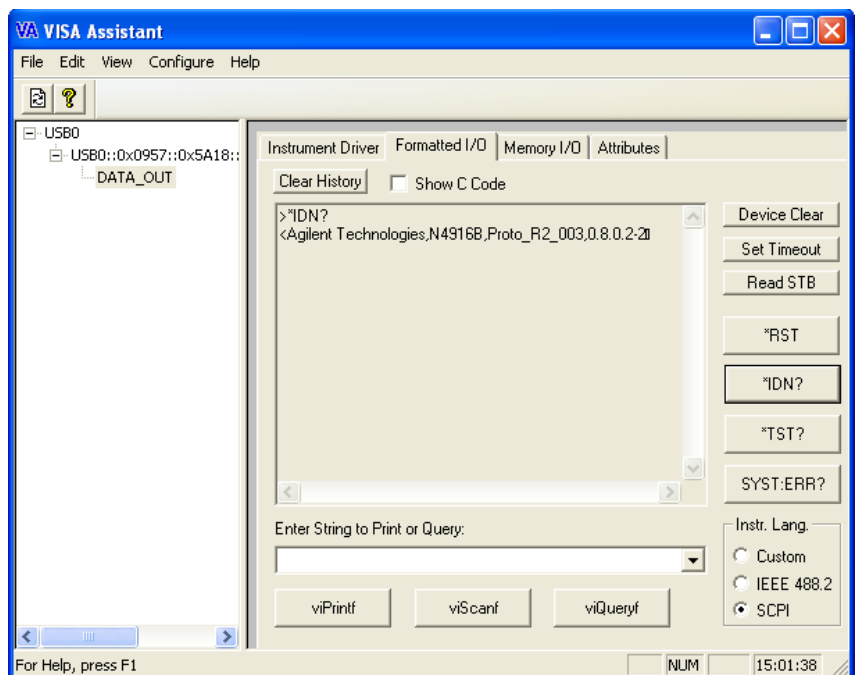 VISA Assistant
File Edit View Configure Help
USB0
USB0::0x0957::0x5A18::
DATA_OUT
Instrument Driver Formatted I/O Memory I/O Attributes
Clear History Show C Code
>*IDN?
<Agilent Technologies,N4916B,Proto_R2_003,0.8.0.2-2
Device Clear
Set Timeout
Read STB
*RST
*IDN?
*TST?
SYST:ERR?
Enter String to Print or Query:
viPrintf viScanf viQueryf
Instr. Lang.
Custom
IEEE 488.2
SCPI
For Help, press F1 NUM 15:01:38